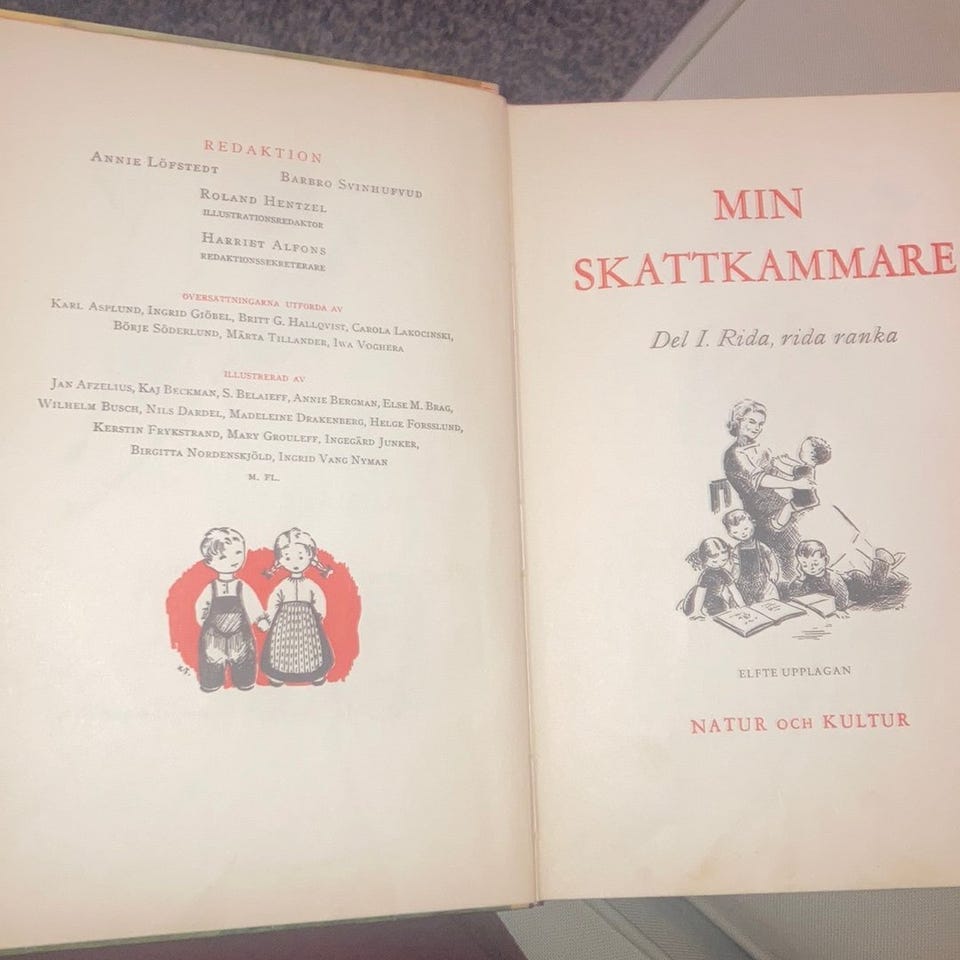 REDAKTION
ANNIE LÖFSTEDT BARBRO SVINHUFVUD
ROLAND HENTZEL
ILLUSTRATIONSREDAKTÖR
HARRIET ALFONS
REDAKTIONSSEKRETERARE
ÖVERSÄTTNINGARNA UTFÖRDA AV
KARL ASPLUND, INGRID GIÖBEL, BRITT G. HALLQVIST, CAROLA LAKOCINSKI,
BÖRJE SÖDERLUND, MÄRTA TILLANDER, IWA VOGHERA
ILLUSTRERAD AV
JAN AFZELIUS, KAJ BECKMAN, S. BELAIEFF, ANNIE BERGMAN, ELSE M. BRAG,
WILHELM BUSCH, NILS DARDEL, MADELEINE DRAKENBERG, HELGE FORSSLUND,
KERSTIN FRYKSTRAND, MARY GROULEFF, INGEGÄRD JUNKER,
BIRGITTA NORDENSKJÖLD, INGRID VANG NYMAN
M. FL.
K.F.
MIN
SKATTKAMMARE
Del I. Rida, rida ranka
ELFTE UPPLAGAN
NATUR OCH KULTUR